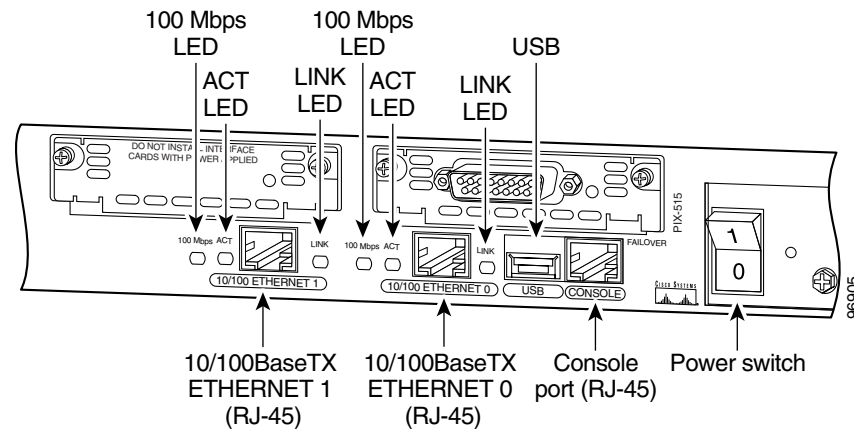 100 Mbps
LED
ACT
LED
LINK
LED
100 Mbps
LED
ACT
LED
LINK
LED
USB
DO NOT INSTALL INTERFACE
CARDS WITH POWER APPLIED
100 Mbps
ACT
LINK
10/100 ETHERNET 1
100 Mbps
ACT
LINK
10/100 ETHERNET 0
USB
CONSOLE
FAILOVER
PIX-515
CISCO SYSTEMS
1
0
96905
10/100BaseTX
ETHERNET 1
(RJ-45)
10/100BaseTX
ETHERNET 0
(RJ-45)
Console
port (RJ-45)
Power switch